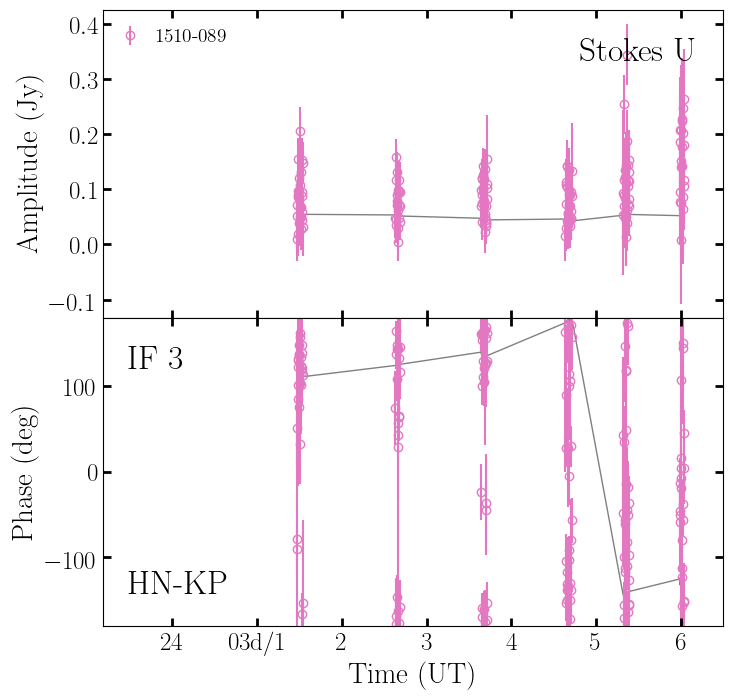 1510-089
Stokes U
Amplitude (Jy)
0.4
0.3
0.2
0.1
0.0
−0.1
IF 3
HN-KP
Phase (deg)
100
0
−100
24
03d/1
2
3
4
5
6
Time (UT)